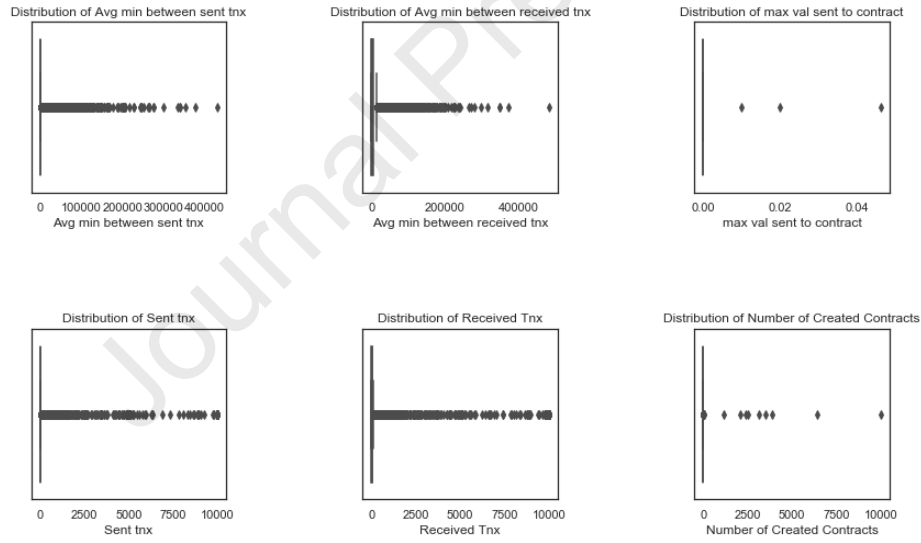 Distribution of Avg min between sent tnx
Distribution of Avg min between received tnx
Distribution of max val sent to contract
0 100000 200000 300000 400000
0 200000 400000
0.00 0.02 0.04
Avg min between sent tnx
Avg min between received tnx
max val sent to contract
Journal Pre
Distribution of Sent tnx
Distribution of Received Tnx
Distribution of Number of Created Contracts
0 2500 5000 7500 10000
0 2500 5000 7500 10000
0 2500 5000 7500 10000
Sent tnx
Received Tnx
Number of Created Contracts